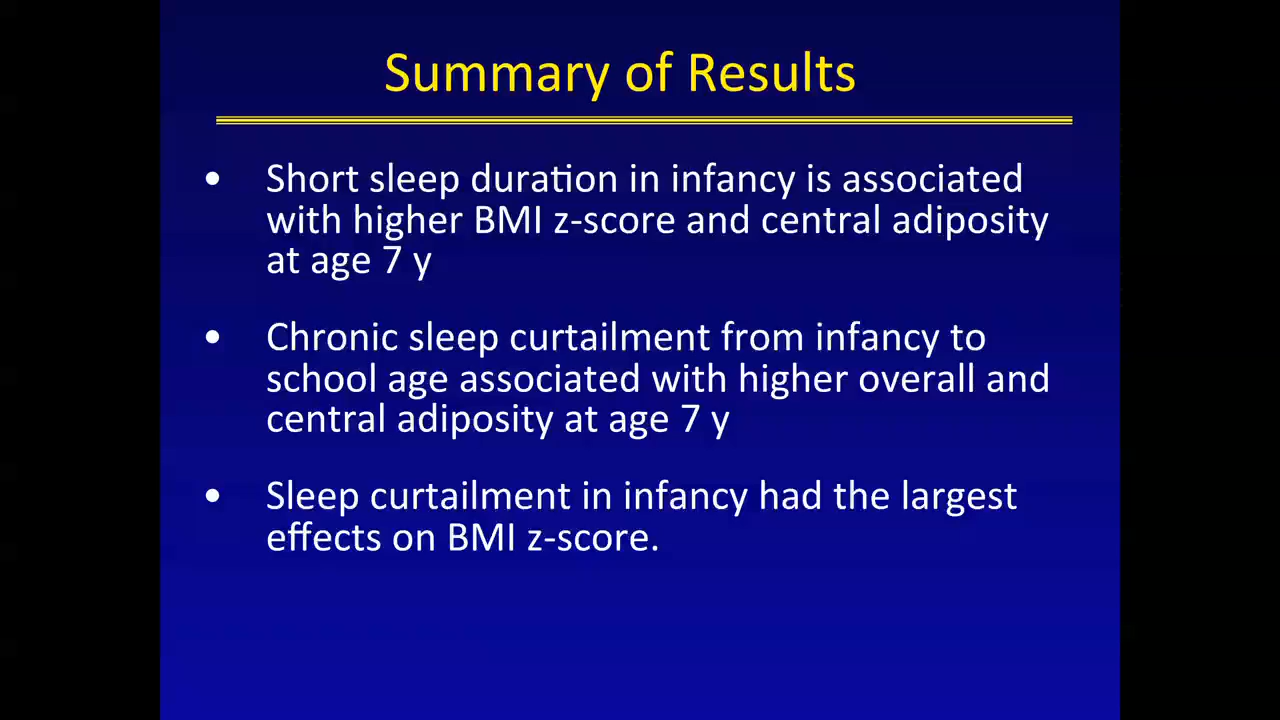 Summary of Results
• Short sleep duration in infancy is associated
with higher BMI z-score and central adiposity
at age 7 y
• Chronic sleep curtailment from infancy to
school age associated with higher overall and
central adiposity at age 7 y
• Sleep curtailment in infancy had the largest
effects on BMI z-score.